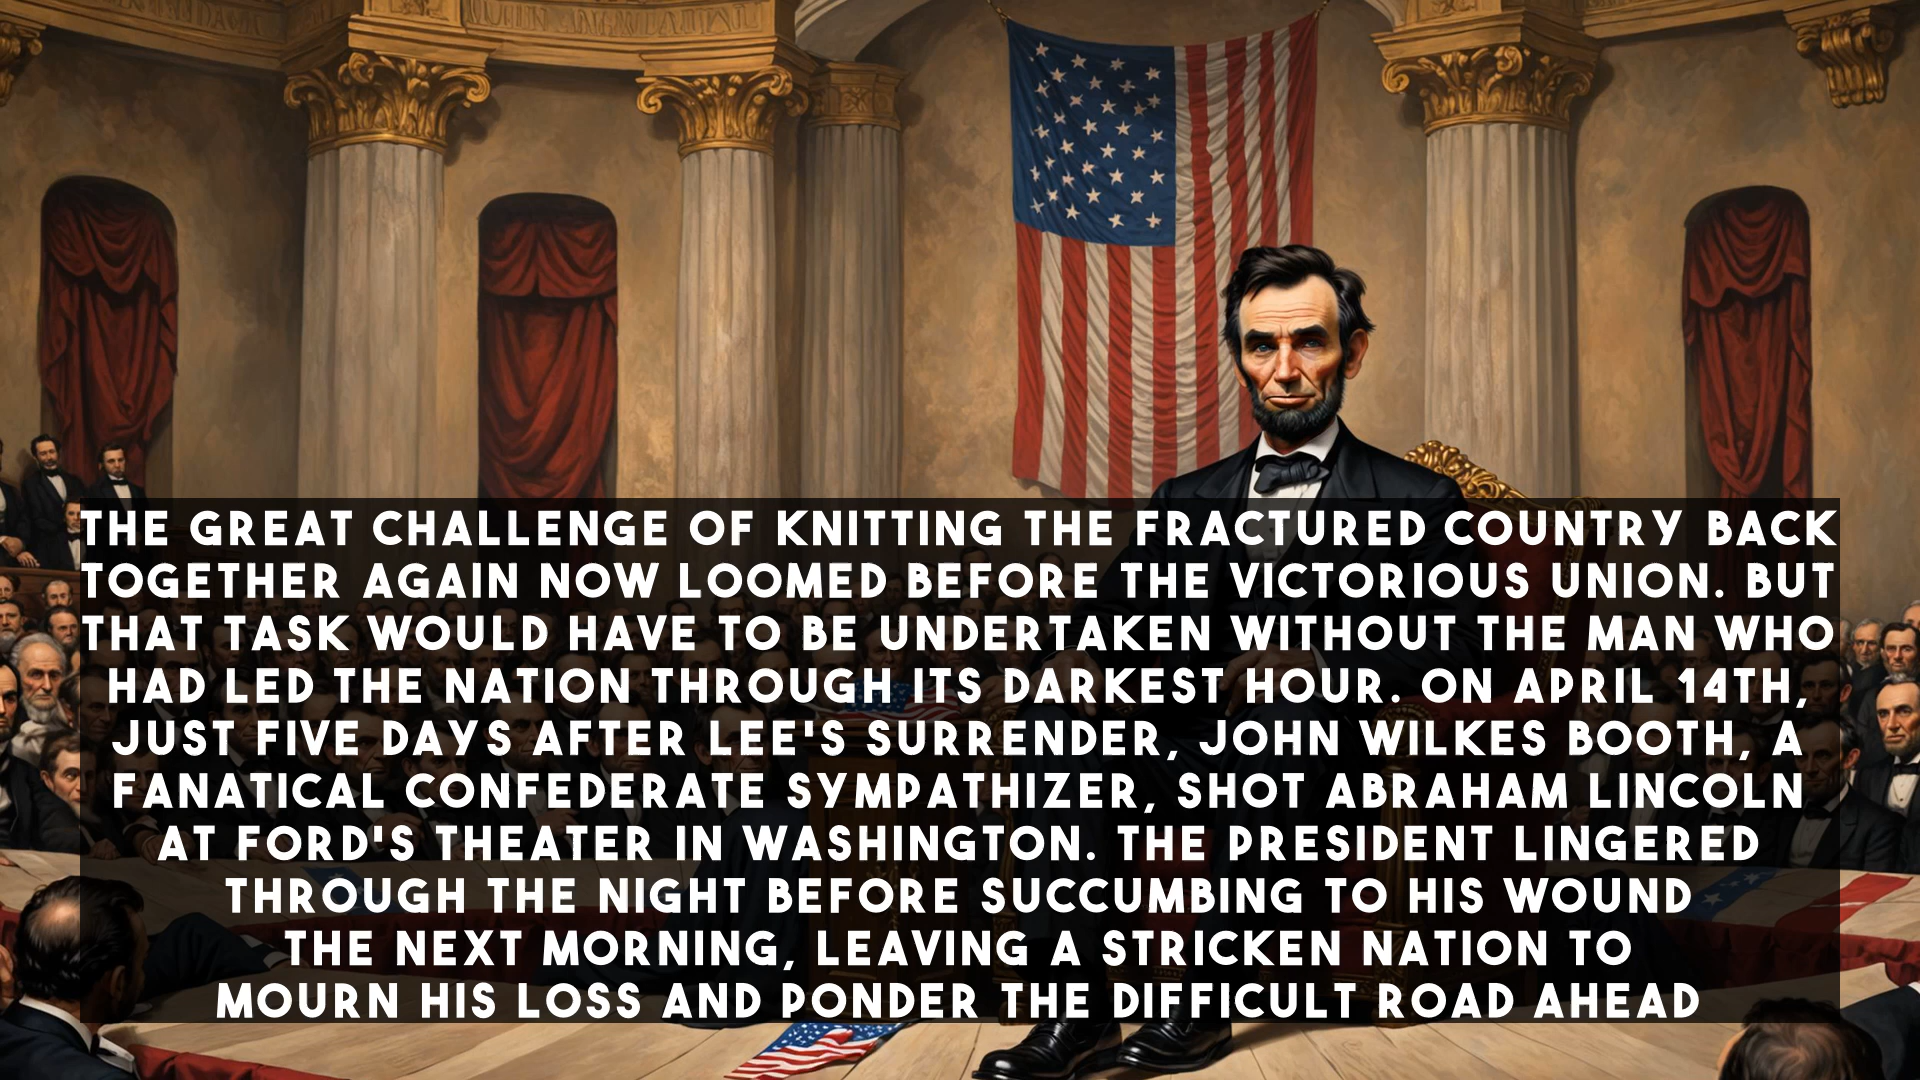 THE GREAT CHALLENGE OF KNITTING THE FRACTURED COUNTRY BACK
TOGETHER AGAIN NOW LOOMED BEFORE THE VICTORIOUS UNION. BUT
THAT TASK WOULD HAVE TO BE UNDERTAKEN WITHOUT THE MAN WHO
HAD LED THE NATION THROUGH ITS DARKEST HOUR. ON APRIL 14TH,
JUST FIVE DAYS AFTER LEE'S SURRENDER, JOHN WILKES BOOTH, A
FANATICAL CONFEDERATE SYMPATHIZER, SHOT ABRAHAM LINCOLN
AT FORD'S THEATER IN WASHINGTON. THE PRESIDENT LINGERED
THROUGH THE NIGHT BEFORE SUCCUMBING TO HIS WOUND
THE NEXT MORNING, LEAVING A STRICKEN NATION TO
MOURN HIS LOSS AND PONDER THE DIFFICULT ROAD AHEAD